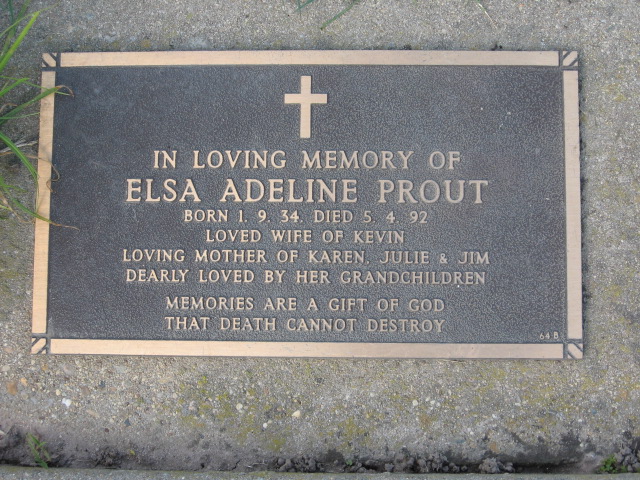 IN LOVING MEMORY OF
ELSA ADELINE PROUT
BORN 1. 9. 34. DIED 5. 4. 92
LOVED WIFE OF KEVIN
LOVING MOTHER OF KAREN, JULIE & JIM
DEARLY LOVED BY HER GRANDCHILDREN
MEMORIES ARE A GIFT OF GOD
THAT DEATH CANNOT DESTROY
64 B